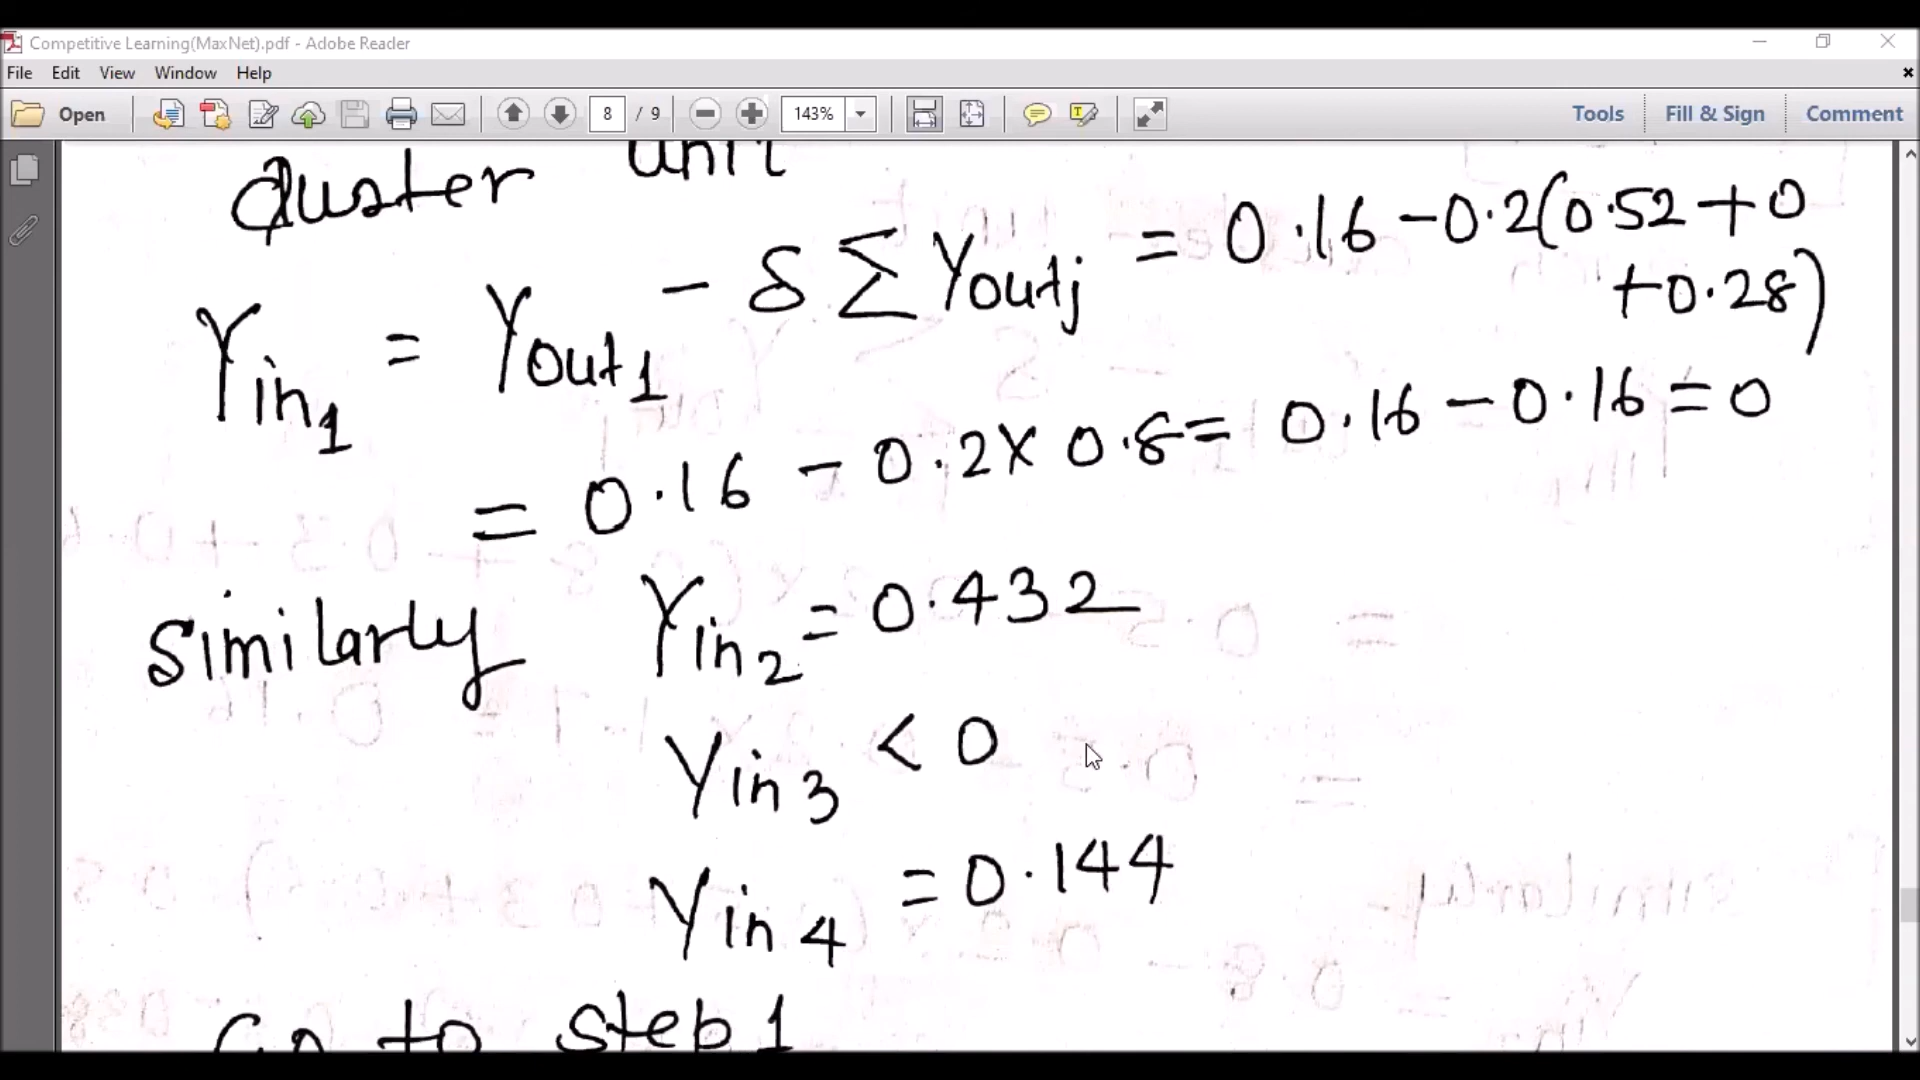 Competitive Learning(MaxNet).pdf - Adobe Reader
File Edit View Window Help
Open 8 / 9 143% Tools Fill & Sign Comment
Cluster unit
Yin1 = Yout1 - δ Σ Youtj = 0.16 - 0.2(0.52 + 0
+0.28)
= 0.16 - 0.2 X 0.8 = 0.16 - 0.16 = 0
Similarly Yin2 = 0.432
Yin3 < 0
Yin4 = 0.144
Go to step 1